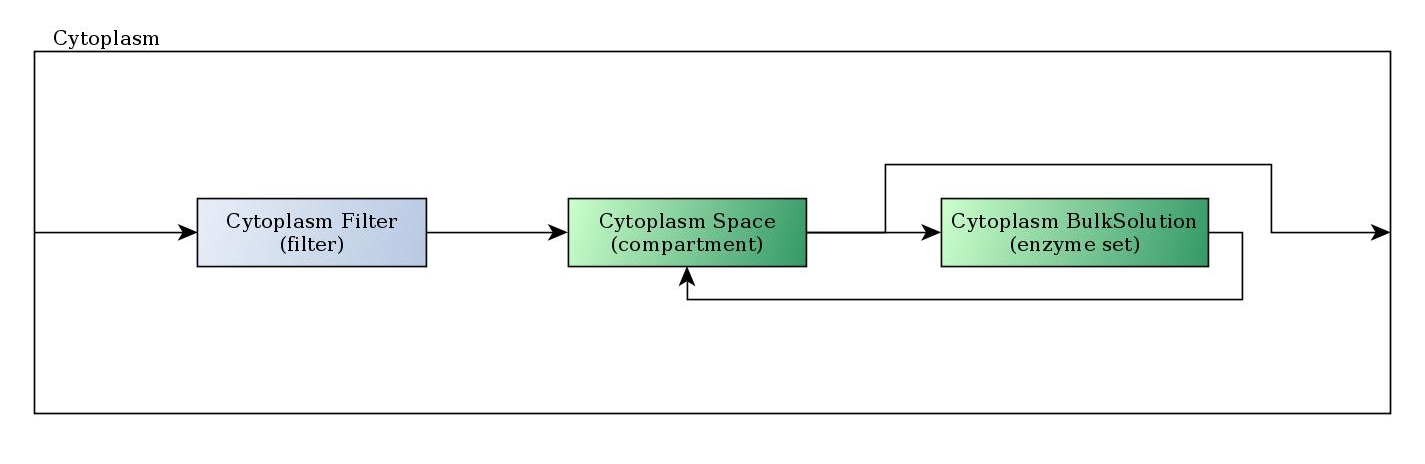 Cytoplasm
Cytoplasm Filter
(filter)
Cytoplasm Space
(compartment)
Cytoplasm BulkSolution
(enzyme set)